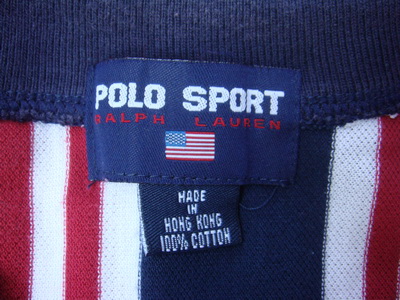 POLO SPORT
RALPH LAUREN
MADE
IN
HONG KONG
100% COTTON